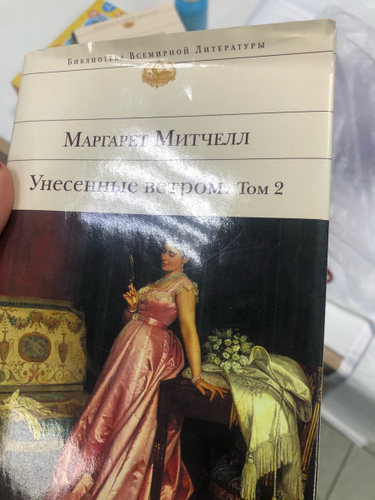 Библиотека Всемирной Литературы
Маргарет Митчелл
Унесенные ветром. Том 2